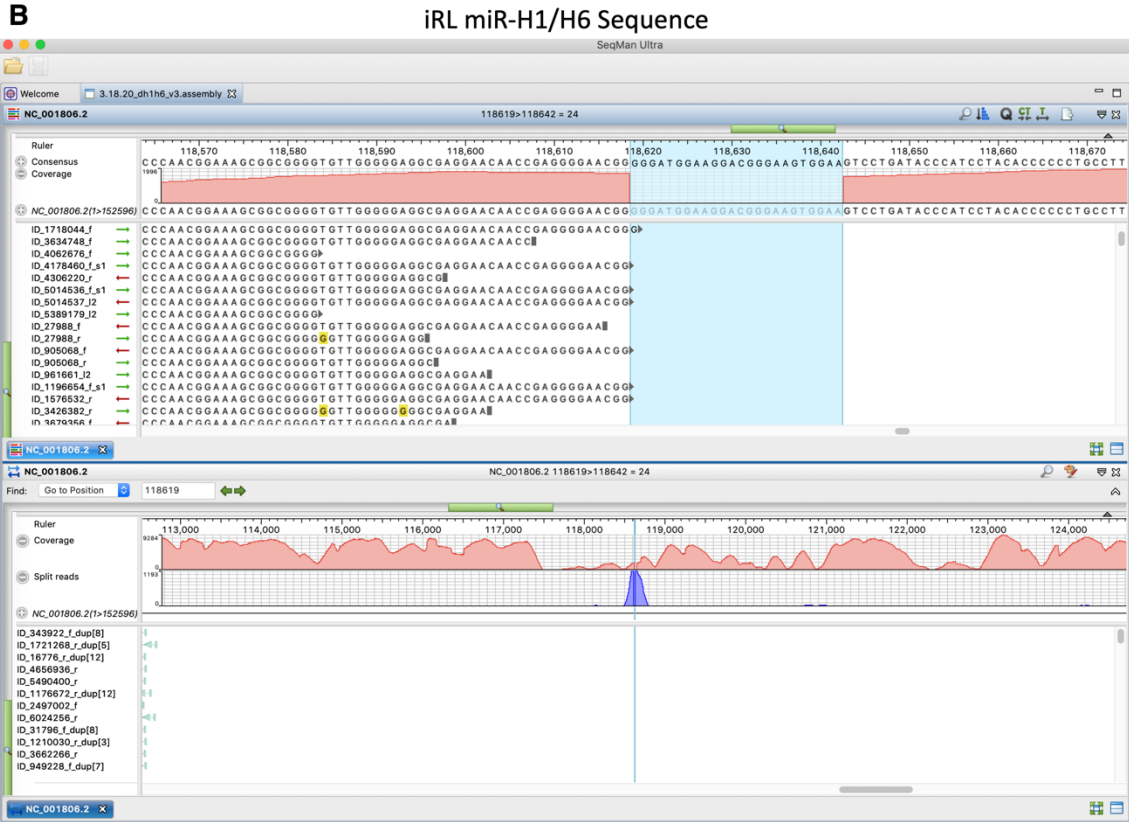 B
iRL miR-H1/H6 Sequence
SeqMan Ultra
Welcome 3.18.20_dh1h6_v3.assembly
NC_001806.2 118619>118642 = 24
Ruler 118,570 118,580 118,590 118,600 118,610 118,620 118,630 118,640 118,650 118,660 118,670
Consensus CCCAACGGAAAGCGGCGGGGTGTTGGGGGAGGCGAGGAACAACCGAGGGGAACGGGGGATGGAAGGACGGGAAGTGGAAGTCCTGATACCCATCCTACACCCCCCTGCCTT
Coverage 1996
0
NC_001806.2(1>152596) CCCAACGGAAAGCGGCGGGGTGTTGGGGGAGGCGAGGAACAACCGAGGGGAACGGGGGATGGAAGGACGGGAAGTGGAAGTCCTGATACCCATCCTACACCCCCCTGCCTT
ID_1718044_f CCCAACGGAAAGCGGCGGGGTGTTGGGGGAGGCGAGGAACAACCGAGGGGAACGGG
ID_3634748_f CCCAACGGAAAGCGGCGGGGTGTTGGGGGAGGCGAGGAACAACC
ID_4062676_f CCCAACGGAAAGCGGCGGGG
ID_4178460_f_s1 CCCAACGGAAAGCGGCGGGGTGTTGGGGGAGGCGAGGAACAACCGAGGGGAACGG
ID_4306220_r CCCAACGGAAAGCGGCGGGGTGTTGGGGGAGGCG
ID_5014536_f_s1 CCCAACGGAAAGCGGCGGGGTGTTGGGGGAGGCGAGGAACAACCGAGGGGAACGG
ID_5014537_l2 CCCAACGGAAAGCGGCGGGGTGTTGGGGGAGGCGAGGAACAACCGAGGGGAACGG
ID_5389179_l2 CCCAACGGAAAGCGGCGGGG
ID_27988_f CCCAACGGAAAGCGGCGGGGTGTTGGGGGAGGCGAGGAACAACCGAGGGGAA
ID_27988_r CCCAACGGAAAGCGGCGGGGGGTTGGGGGAGG
ID_905068_f CCCAACGGAAAGCGGCGGGGTGTTGGGGGAGGCGAGGAACAACCGAGGGGAACGG
ID_905068_r CCCAACGGAAAGCGGCGGGGTGTTGGGGGAGGC
ID_961661_l2 CCCAACGGAAAGCGGCGGGGTGTTGGGGGAGGCGAGGAA
ID_1196654_f_s1 CCCAACGGAAAGCGGCGGGGTGTTGGGGGAGGCGAGGAACAACCGAGGGGAACGG
ID_1576532_r CCCAACGGAAAGCGGCGGGGTGTTGGGGGAGGCGAGGAACAACCGAGGGGAACGG
ID_3426382_r CCCAACGGAAAGCGGCGGGGGGTTGGGGGGGGCGAGGAA
ID_3679356_f CCCAACGGAAAGCGGCGGGGTGTTGGGGGAGGCGA
NC_001806.2
NC_001806.2 NC_001806.2 118619>118642 = 24
Find: Go to Position 118619
Ruler 113,000 114,000 115,000 116,000 117,000 118,000 119,000 120,000 121,000 122,000 123,000 124,000
Coverage 9284
0
Split reads 1193
0
NC_001806.2(1>152596)
ID_343922_f_dup[8]
ID_1721268_r_dup[5]
ID_16776_r_dup[12]
ID_4656936_r
ID_5490400_r
ID_1176672_r_dup[12]
ID_2497002_f
ID_6024256_r
ID_31796_f_dup[8]
ID_1210030_r_dup[3]
ID_3662266_r
ID_949228_f_dup[7]
NC_001806.2